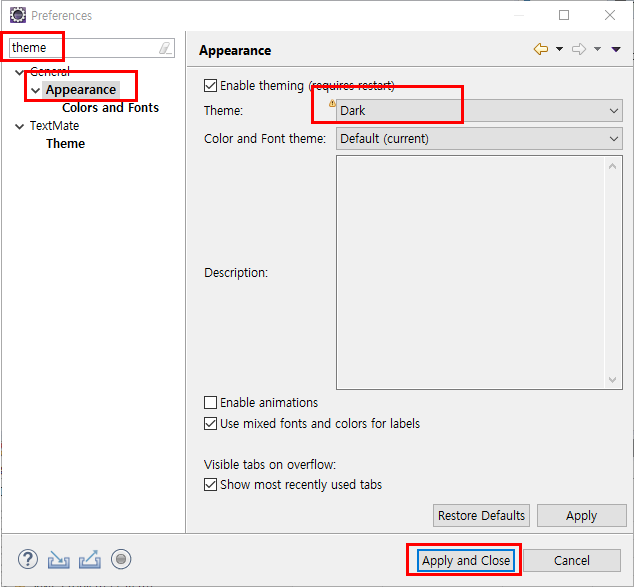 Preferences
theme
Appearance
General
Appearance
Colors and Fonts
TextMate
Theme
Enable theming (requires restart)
Theme: Dark
Color and Font theme: Default (current)
Description:
Enable animations
Use mixed fonts and colors for labels
Visible tabs on overflow:
Show most recently used tabs
Restore Defaults Apply
Apply and Close Cancel